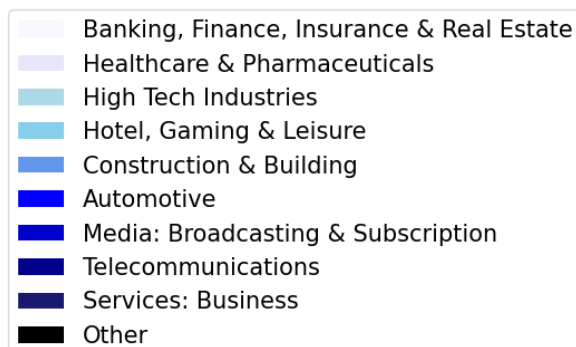 Banking, Finance, Insurance & Real Estate
Healthcare & Pharmaceuticals
High Tech Industries
Hotel, Gaming & Leisure
Construction & Building
Automotive
Media: Broadcasting & Subscription
Telecommunications
Services: Business
Other